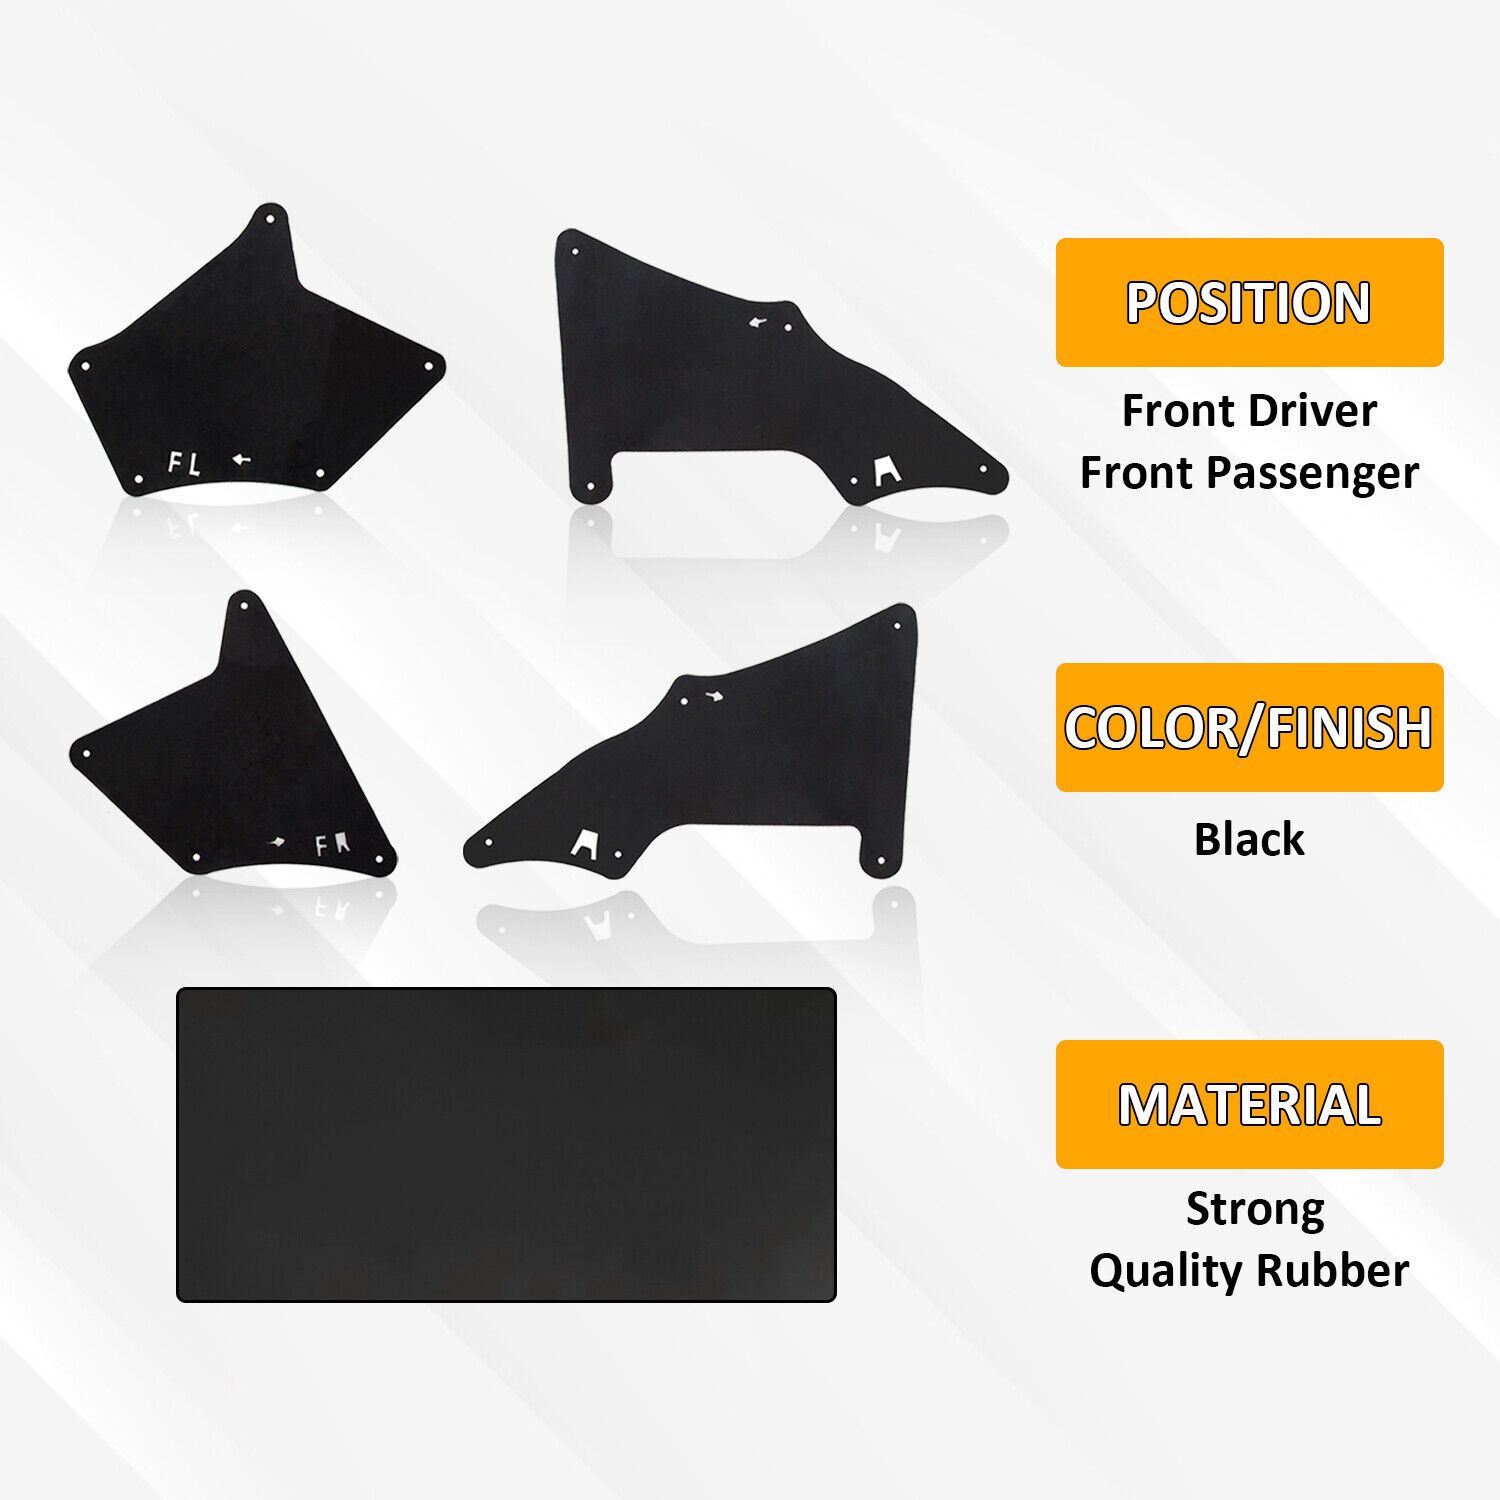 POSITION
Front Driver
Front Passenger
FL
A
COLOR/FINISH
Black
FR
A
MATERIAL
Strong
Quality Rubber